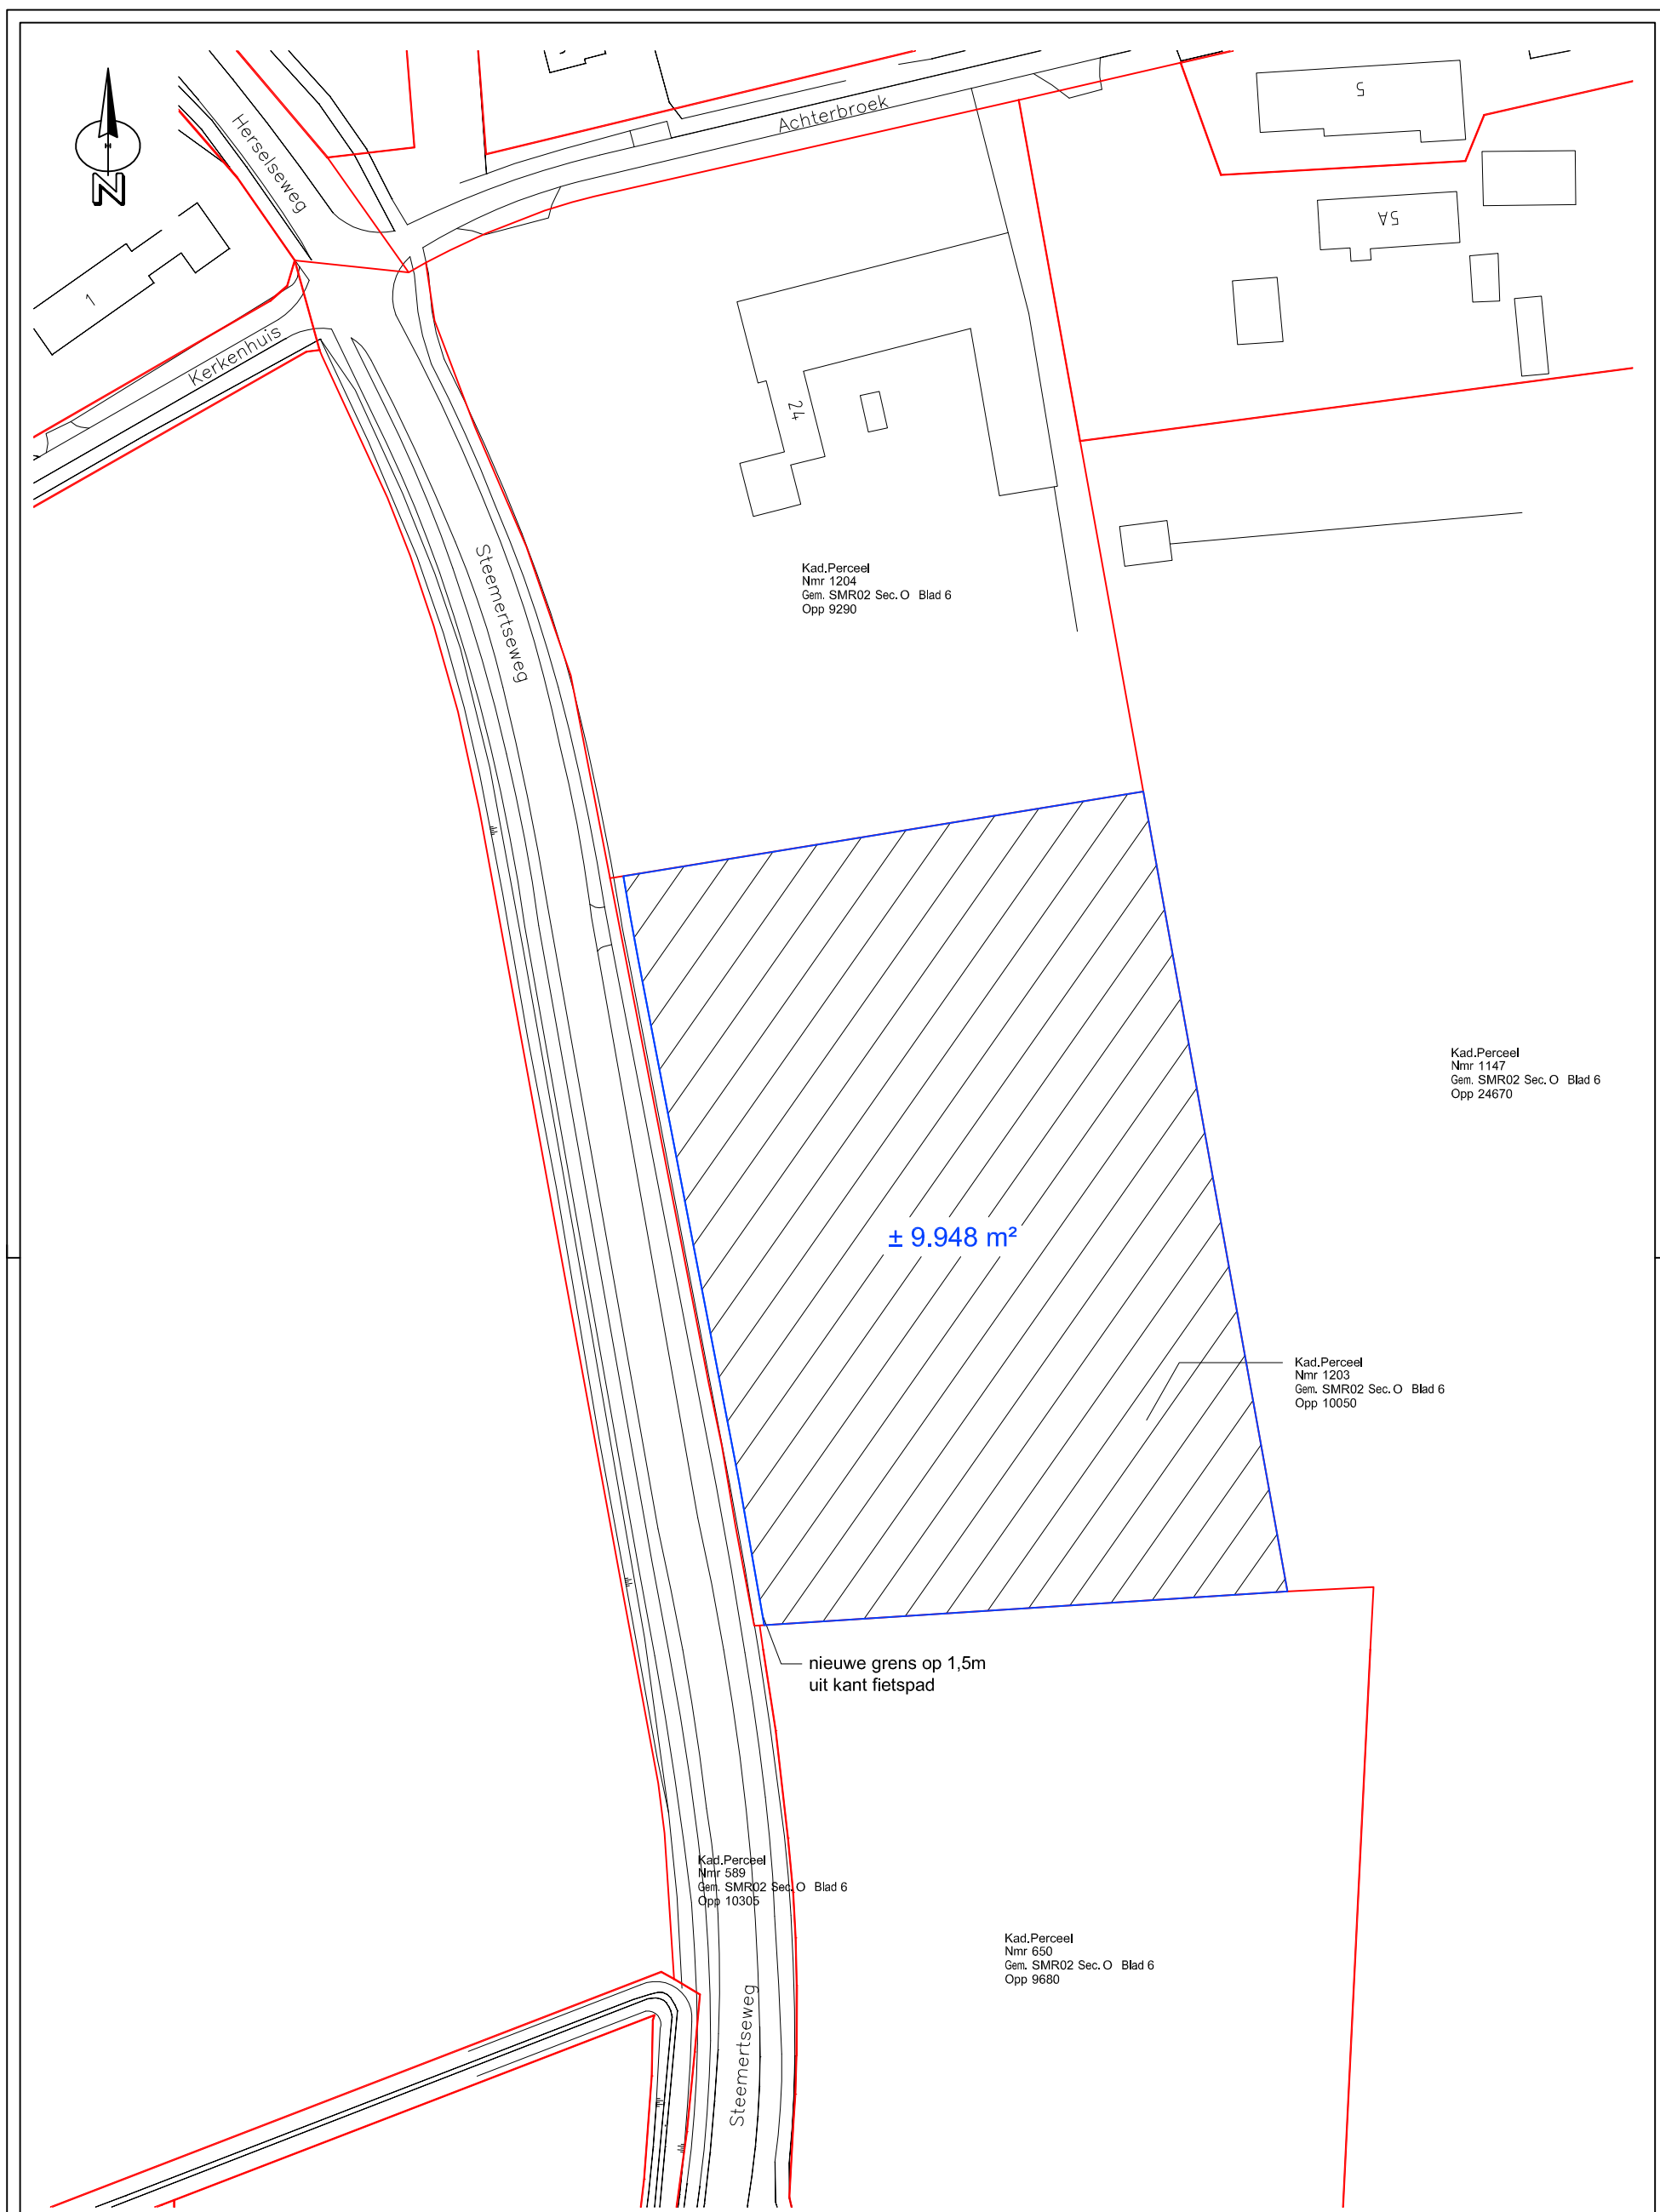 N
Herselseweg
Achterbroek
5
5A
1
Kerkenhuis
24
Steemertseweg
Kad.Perceel
Nmr 1204
Gem. SMR02 Sec. O Blad 6
Opp 9290
Kad.Perceel
Nmr 1147
Gem. SMR02 Sec. O Blad 6
Opp 24670
± 9.948 m²
Kad.Perceel
Nmr 1203
Gem. SMR02 Sec. O Blad 6
Opp 10050
nieuwe grens op 1,5m
uit kant fietspad
Kad.Perceel
Nmr 589
Gem. SMR02 Sec. O Blad 6
Opp 10305
Kad.Perceel
Nmr 650
Gem. SMR02 Sec. O Blad 6
Opp 9680
Steemertseweg